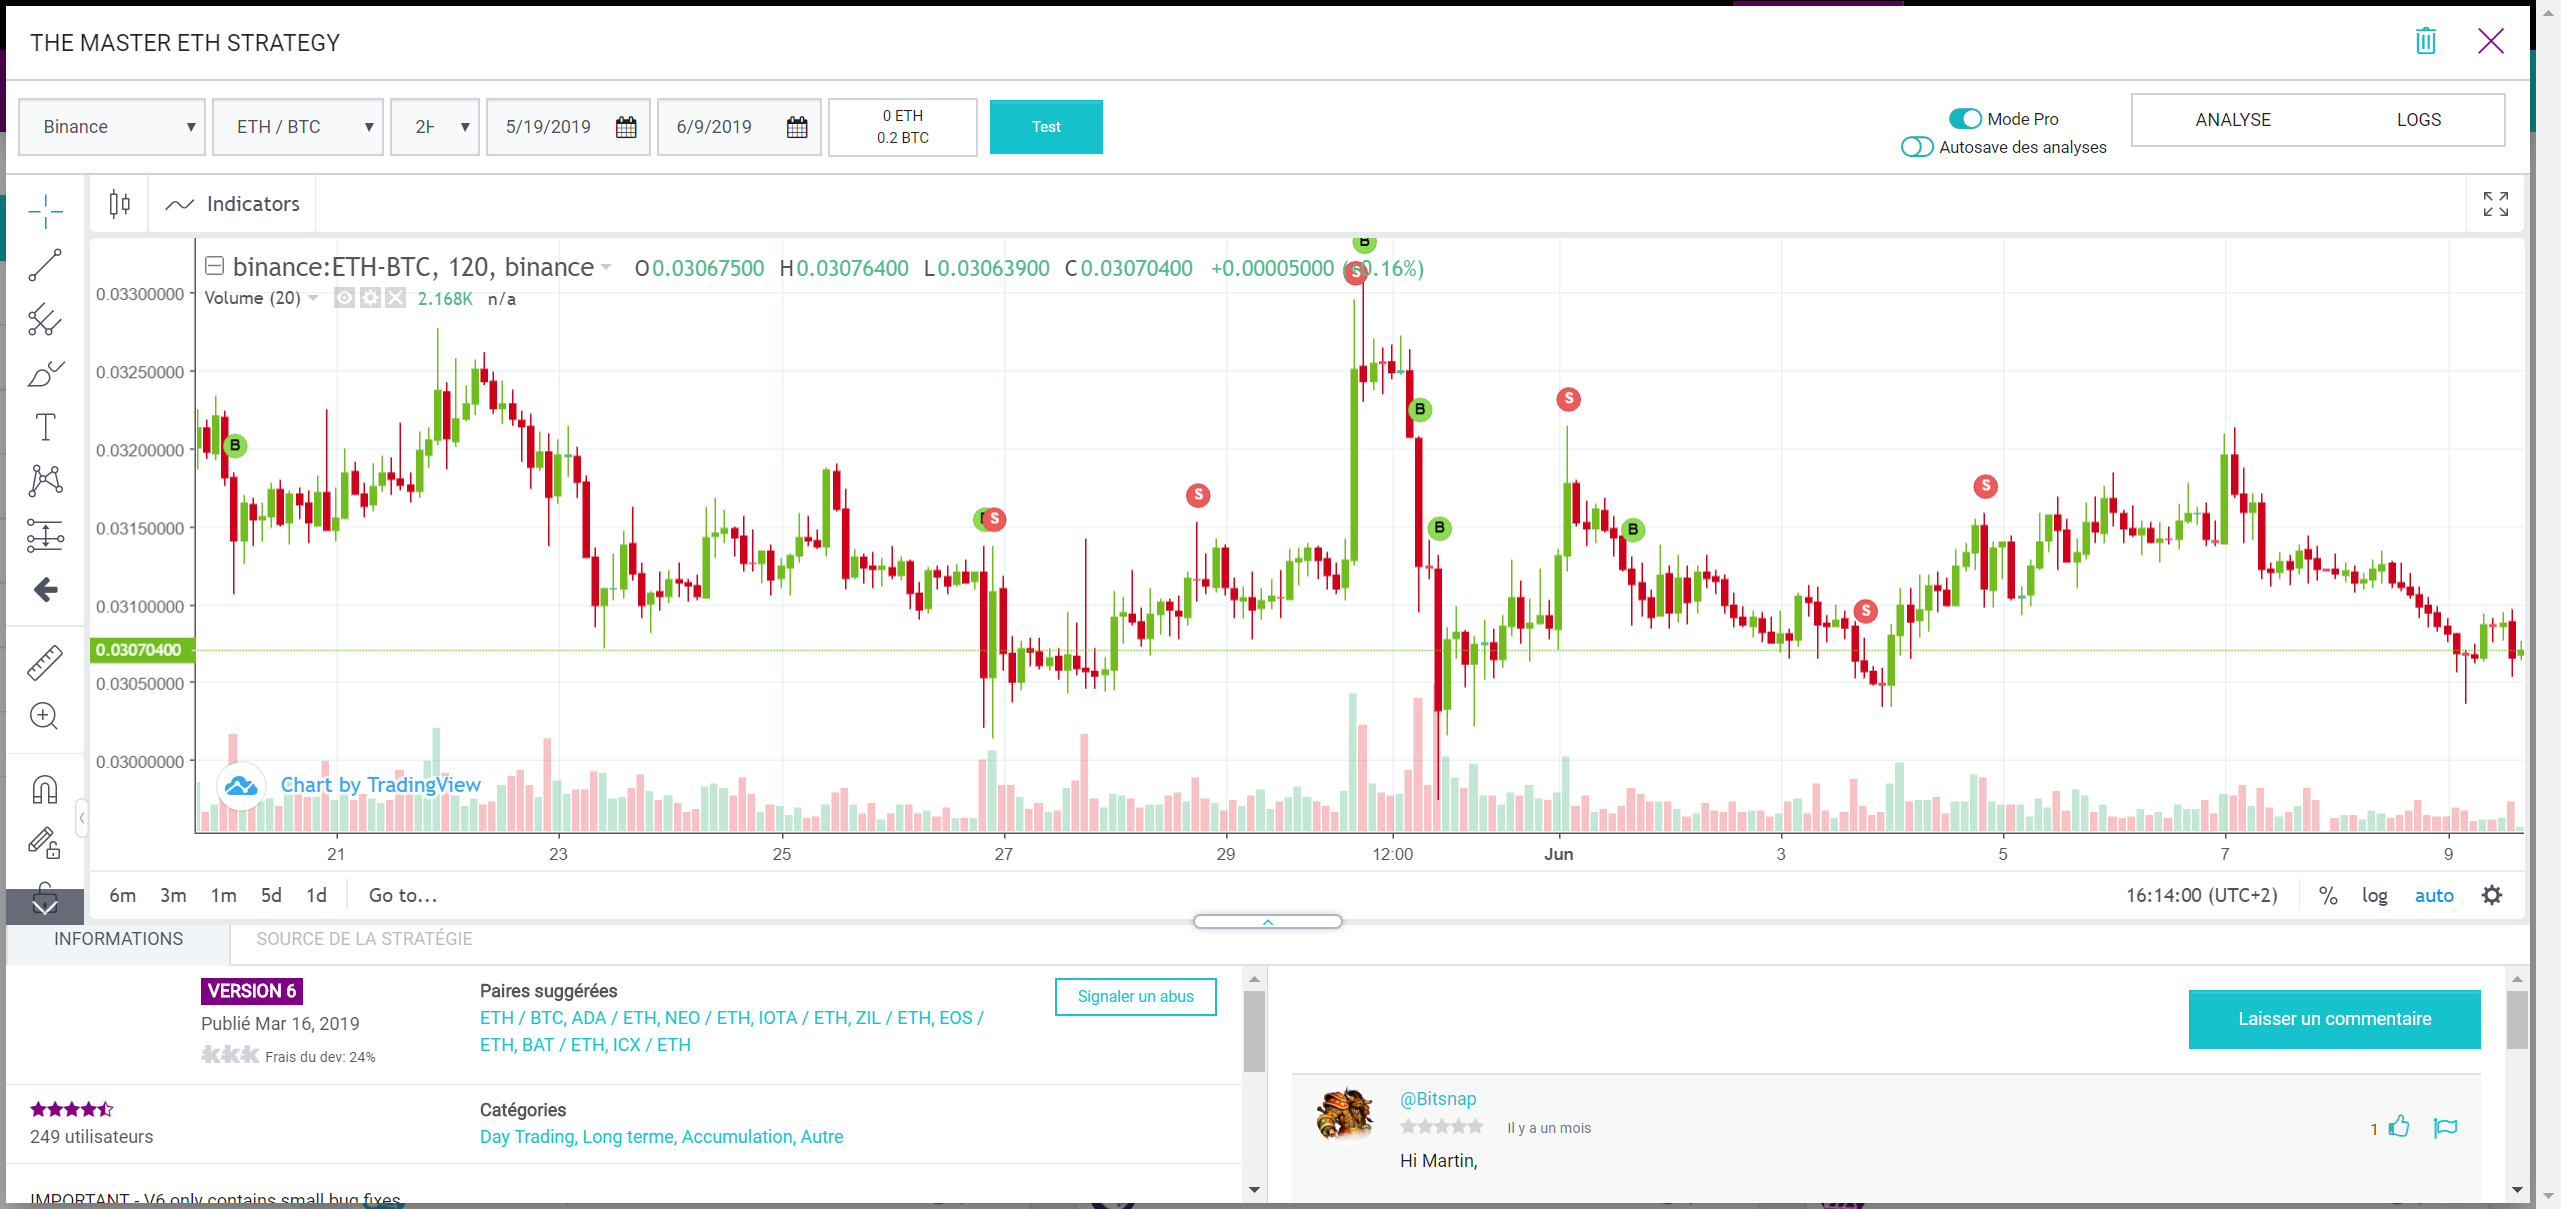 THE MASTER ETH STRATEGY
Binance
ETH / BTC
2H
5/19/2019
6/9/2019
0 ETH
0.2 BTC
Test
Mode Pro
Autosave des analyses
ANALYSE
LOGS
Indicators
binance:ETH-BTC, 120, binance
O0.03067500 H0.03076400 L0.03063900 C0.03070400 +0.00005000
0.16%)
Volume (20)
2.168K n/a
0.03300000
0.03250000
0.03200000
0.03150000
0.03100000
0.03070400
0.03050000
0.03000000
B
S
S
S
B
B
B
S
B
S
S
Chart by TradingView
21
23
25
27
29
12:00
Jun
3
5
7
9
6m 3m 1m 5d 1d Go to...
16:14:00 (UTC+2)
%
log
auto
INFORMATIONS
SOURCE DE LA STRATÉGIE
VERSION 6
Publié Mar 16, 2019
Frais du dev: 24%
Paires suggérées
ETH / BTC, ADA / ETH, NEO / ETH, IOTA / ETH, ZIL / ETH, EOS /
ETH, BAT / ETH, ICX / ETH
Signaler un abus
249 utilisateurs
Catégories
Day Trading, Long terme, Accumulation, Autre
IMPORTANT - V6 only contains small bug fixes
Laisser un commentaire
@Bitsnap
Il y a un mois
1
Hi Martin,